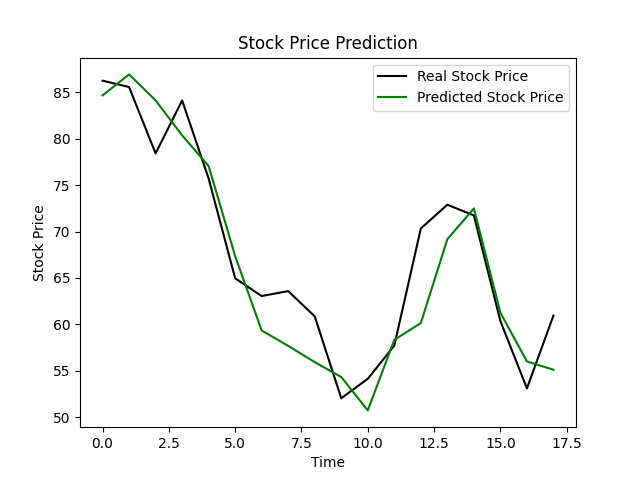 Stock Price Prediction
Real Stock Price
Predicted Stock Price
Stock Price
85
80
75
70
65
60
55
50
0.0 2.5 5.0 7.5 10.0 12.5 15.0 17.5
Time